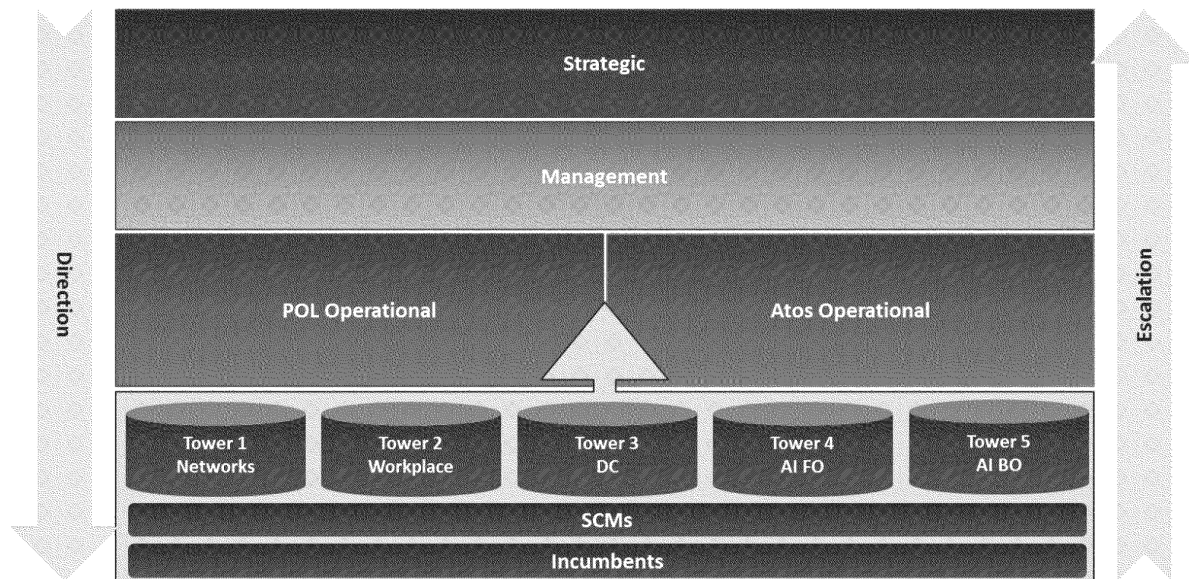 Strategic
Management
Direction
POL Operational
Atos Operational
Escalation
Tower 1
Networks
Tower 2
Workplace
Tower 3
DC
Tower 4
AI FO
Tower 5
AI BO
SCMs
Incumbents